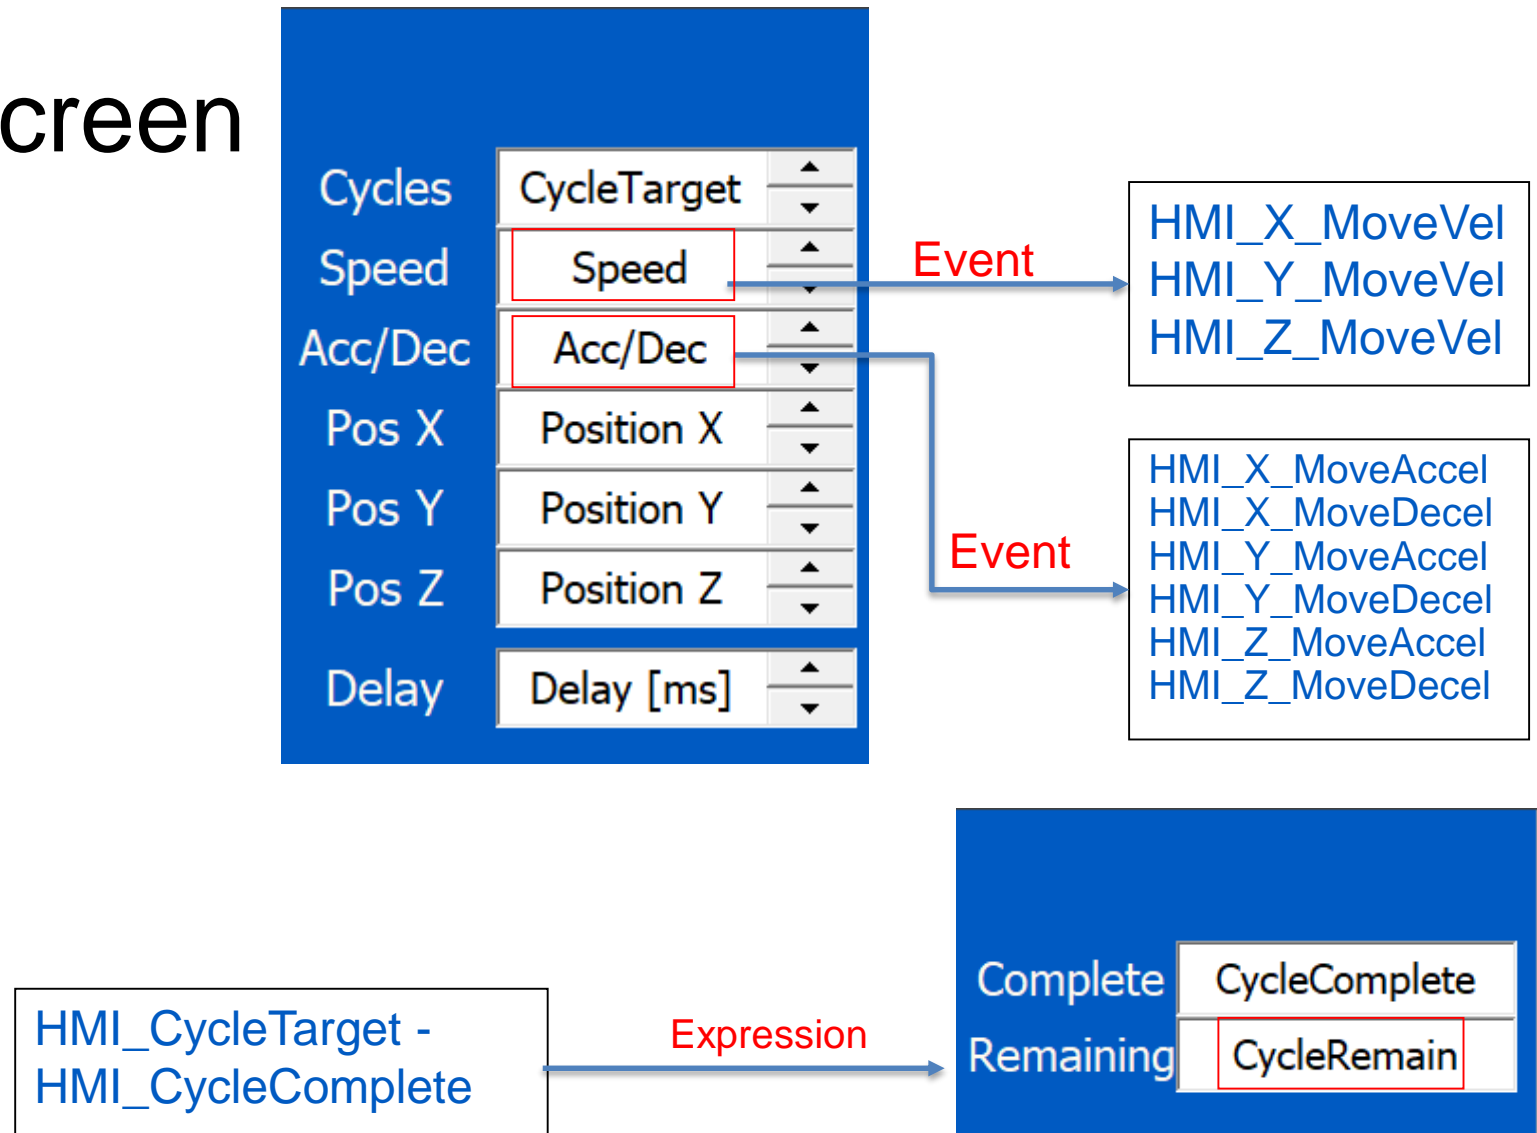 creen
Cycles CycleTarget
Speed Speed
Acc/Dec Acc/Dec
Pos X Position X
Pos Y Position Y
Pos Z Position Z
Delay Delay [ms]
Event
HMI_X_MoveVel
HMI_Y_MoveVel
HMI_Z_MoveVel
Event
HMI_X_MoveAccel
HMI_X_MoveDecel
HMI_Y_MoveAccel
HMI_Y_MoveDecel
HMI_Z_MoveAccel
HMI_Z_MoveDecel
HMI_CycleTarget -
HMI_CycleComplete
Expression
Complete CycleComplete
Remaining CycleRemain